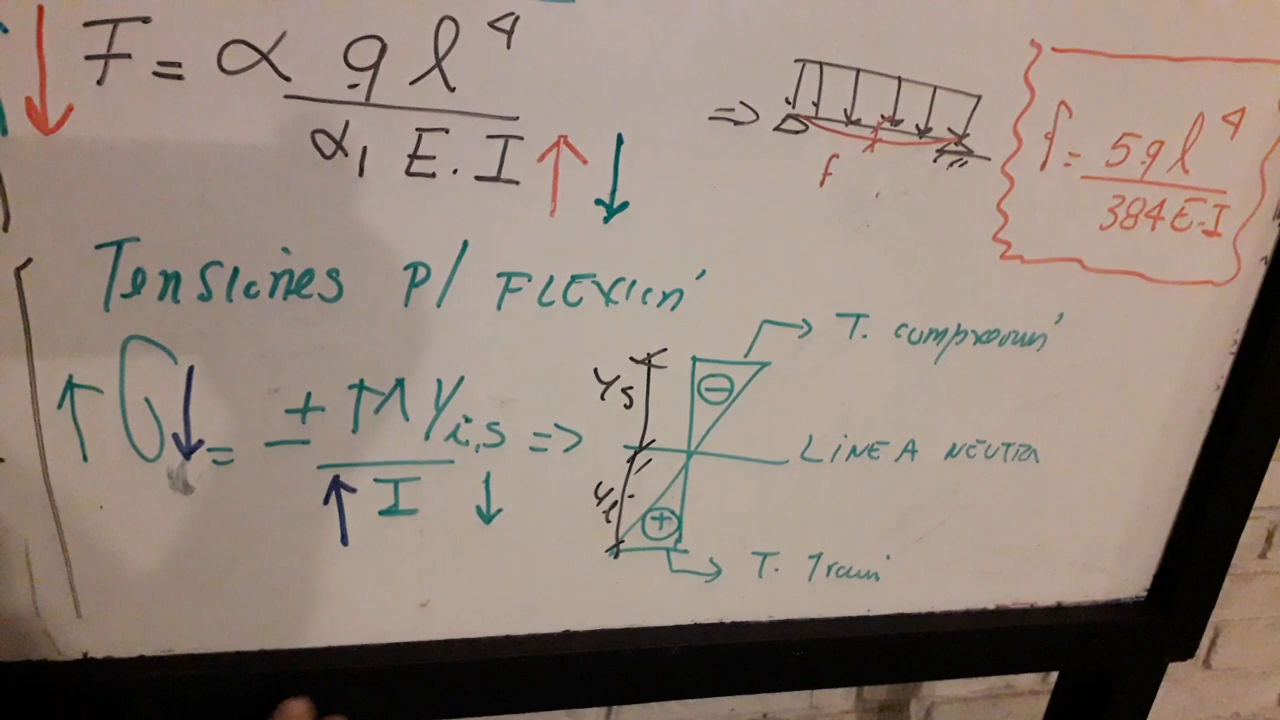 F = α q l⁴ / α₁ E.I
f
f = 5 q l⁴ / 384 E.I
Tensiones P/ FLEXIÓN
σ = ± M Yi,s / I =>
Ys
Yi
T. compresión
LINEA NEUTRA
T. Tracción
⊖
⊕